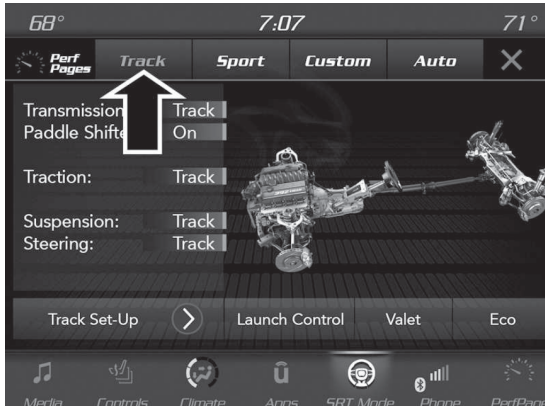 68° 7:07 71°
Perf Pages Track Sport Custom Auto X
Transmission Track
Paddle Shifte On
Traction: Track
Suspension: Track
Steering: Track
Track Set-Up Launch Control Valet Eco
Media Controls Climate Apps SRT Mode Phone PerfPage